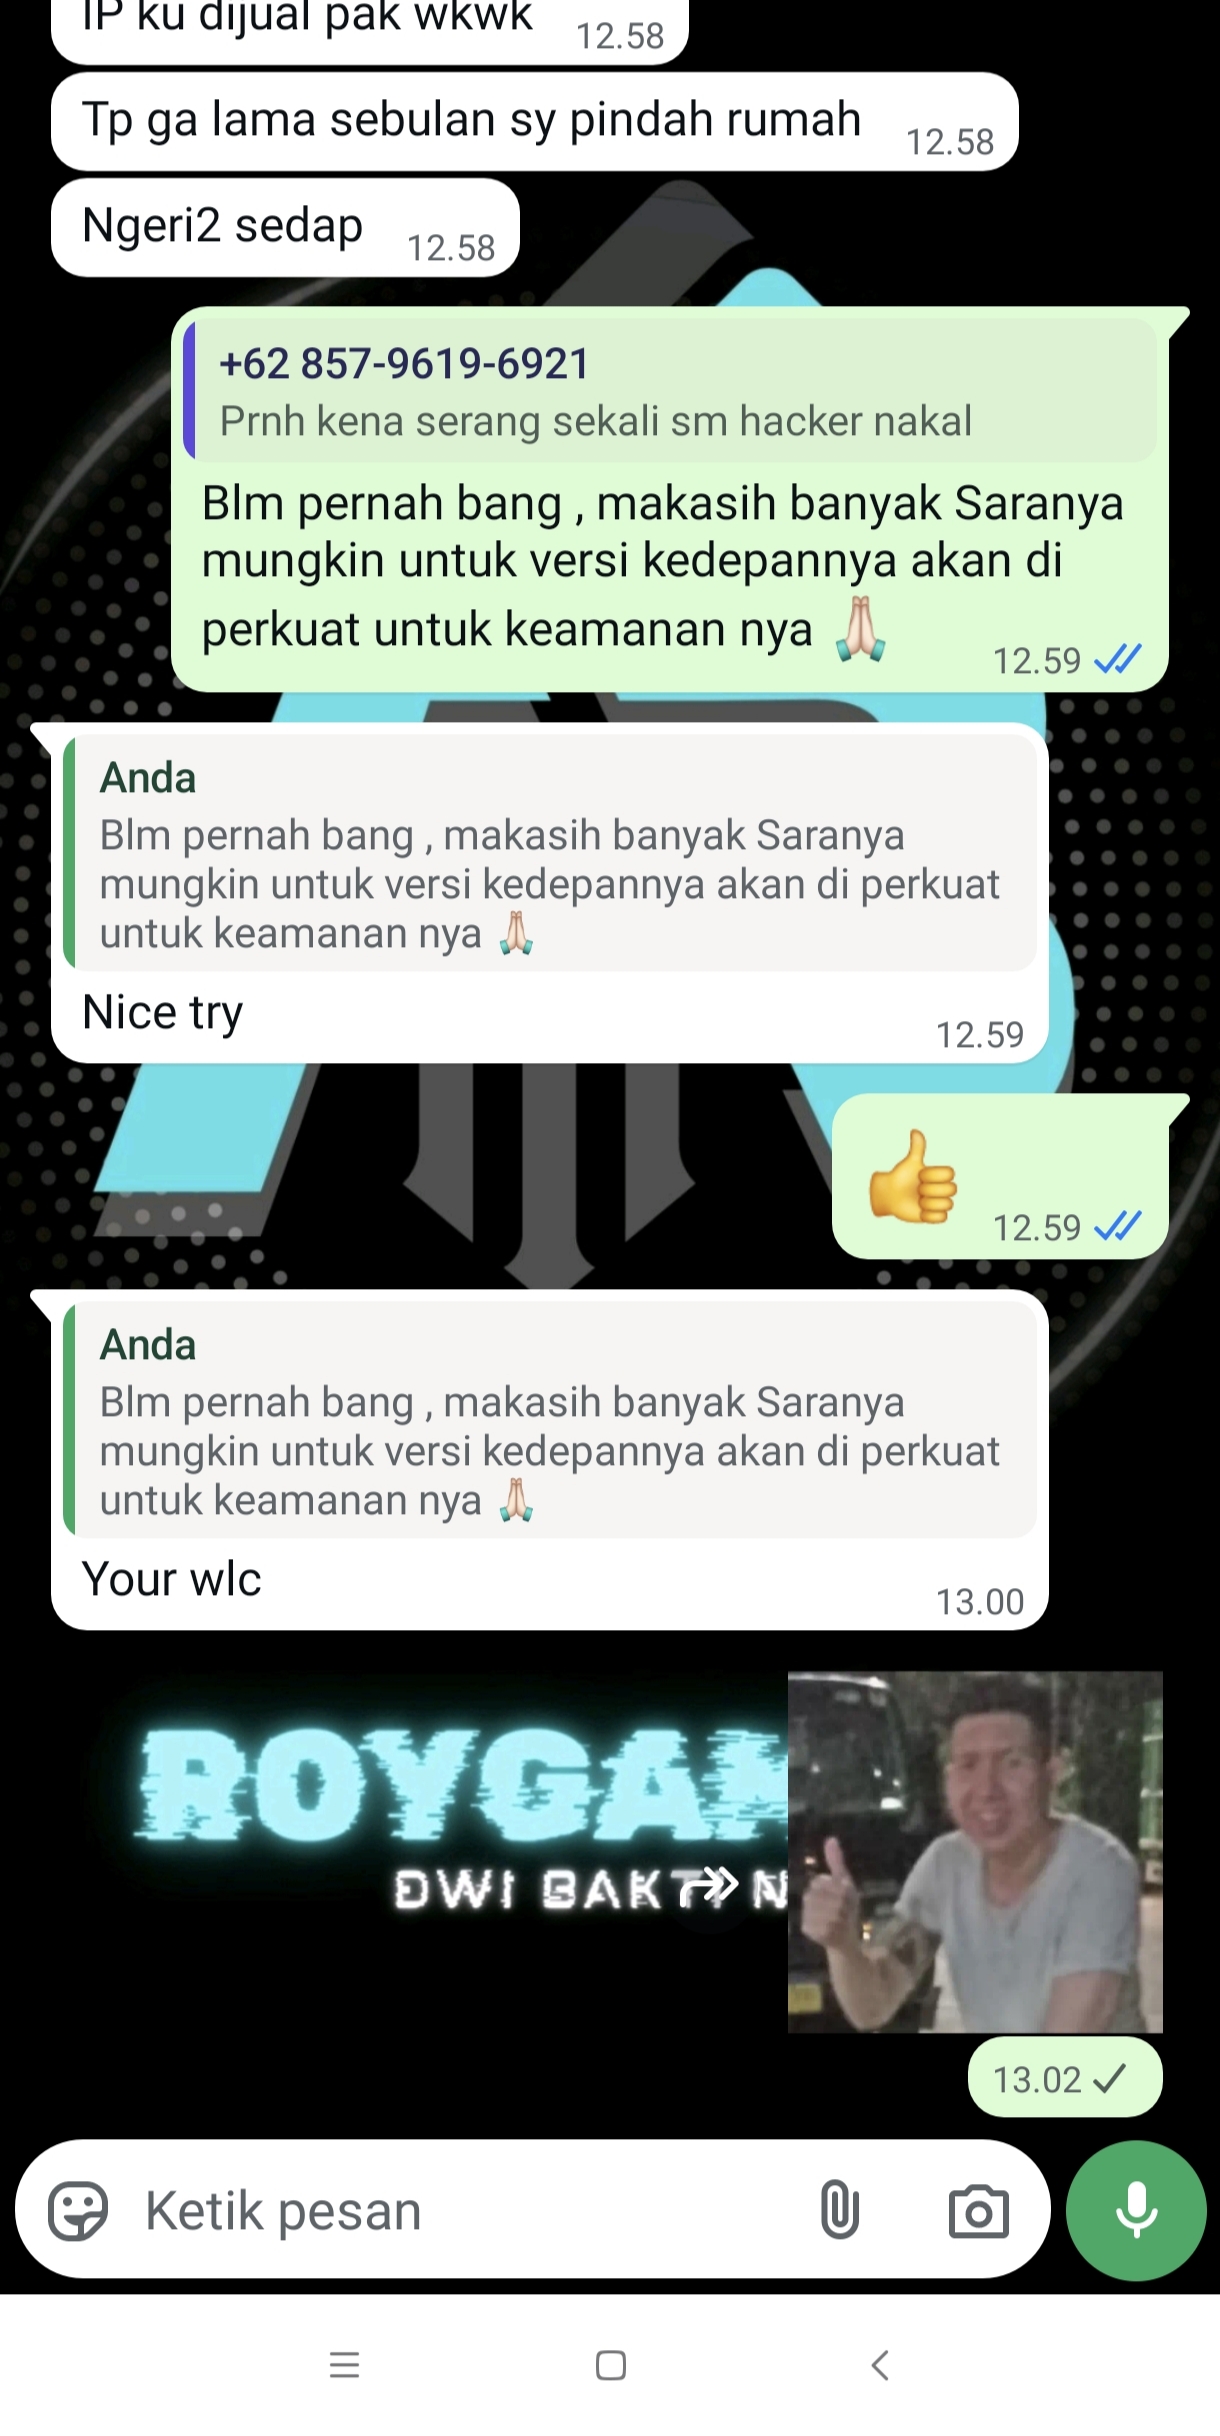 IP ku dijual pak wkwk 12.58
Tp ga lama sebulan sy pindah rumah 12.58
Ngeri2 sedap 12.58
+62 857-9619-6921
Prnh kena serang sekali sm hacker nakal
Blm pernah bang , makasih banyak Saranya
mungkin untuk versi kedepannya akan di
perkuat untuk keamanan nya 🙏🏻
12.59
Anda
Blm pernah bang , makasih banyak Saranya
mungkin untuk versi kedepannya akan di perkuat
untuk keamanan nya 🙏🏻
Nice try
12.59
👍
12.59
Anda
Blm pernah bang , makasih banyak Saranya
mungkin untuk versi kedepannya akan di perkuat
untuk keamanan nya 🙏🏻
Your wlc
13.00
ROYGAM
DWI BAKTI N
13.02
Ketik pesan